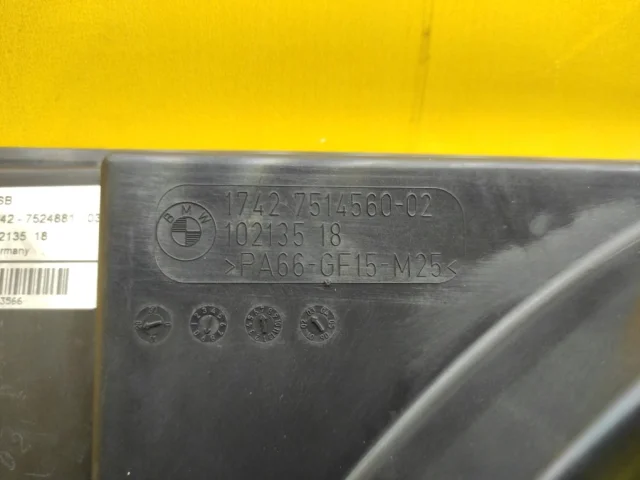 SB
42-7524881 03
2135 18
ermany
3566
BMW
1742 7514560-02
102135 18
>PA66-GF15-M25<